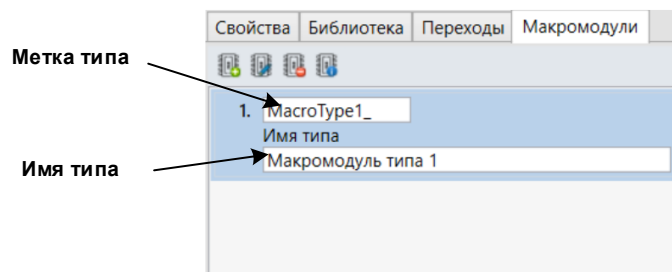 Свойства Библиотека Переходы Макромодули
Метка типа
1. MacroType1_
Имя типа
Имя типа
Макромодуль типа 1